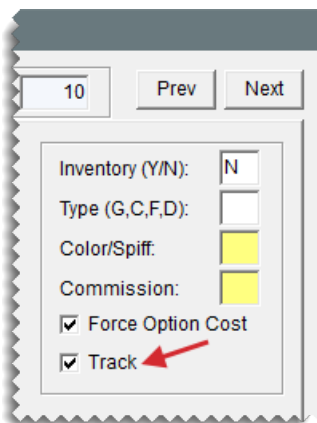 10 Prev Next
Inventory (Y/N): N
Type (G,C,F,D):
Color/Spiff:
Commission:
Force Option Cost
Track